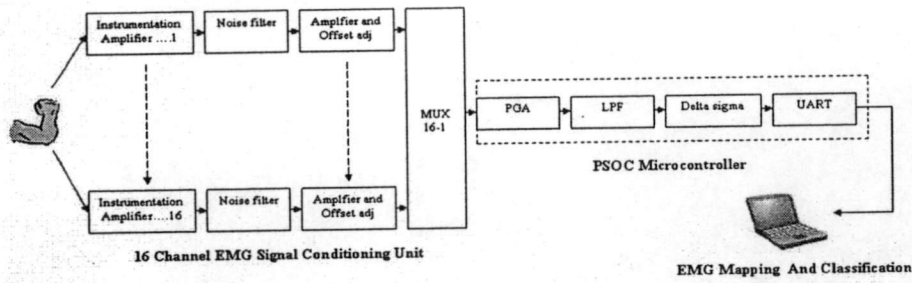 Instrumentation
Amplifier ....1
Noise filter
Amplfier and
Offset adj
MUX
16-1
PGA
LPF
Delta sigma
UART
PSOC Microcontroller
Instrumentation
Amplifier....16
Noise filter
Amplfier and
Offset adj
16 Channel EMG Signal Conditioning Unit
EMG Mapping And Classification